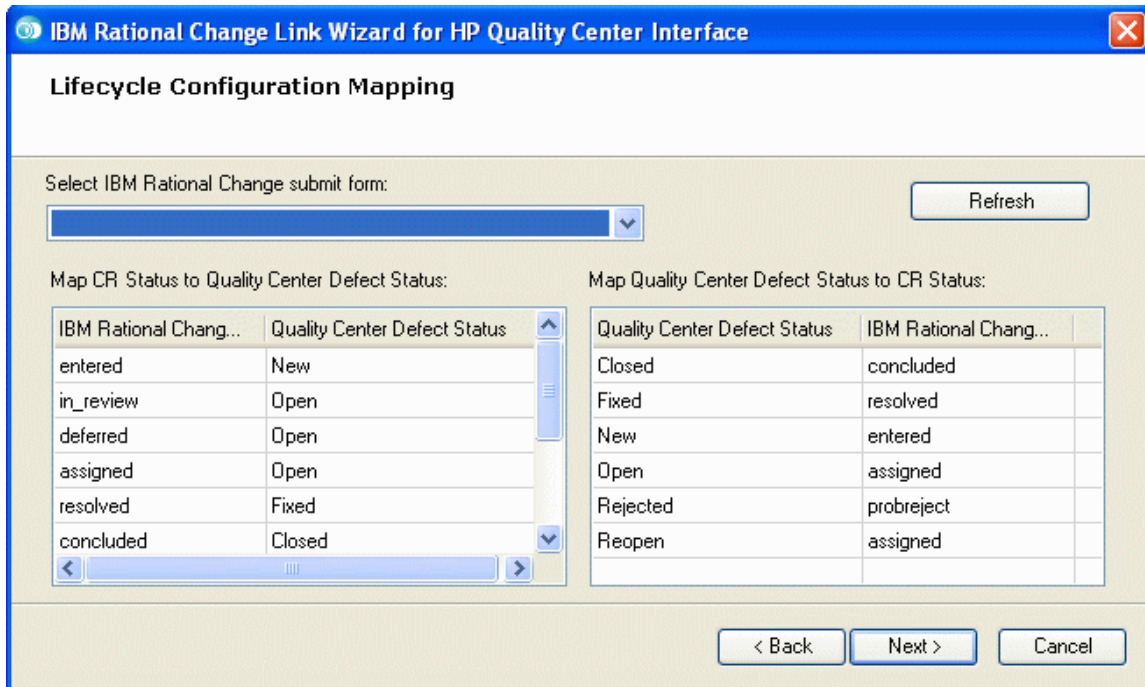 IBM Rational Change Link Wizard for HP Quality Center Interface
Lifecycle Configuration Mapping
Select IBM Rational Change submit form:
Refresh
Map CR Status to Quality Center Defect Status:
IBM Rational Chang... Quality Center Defect Status
entered New
in_review Open
deferred Open
assigned Open
resolved Fixed
concluded Closed
Map Quality Center Defect Status to CR Status:
Quality Center Defect Status IBM Rational Chang...
Closed concluded
Fixed resolved
New entered
Open assigned
Rejected probreject
Reopen assigned
< Back Next > Cancel